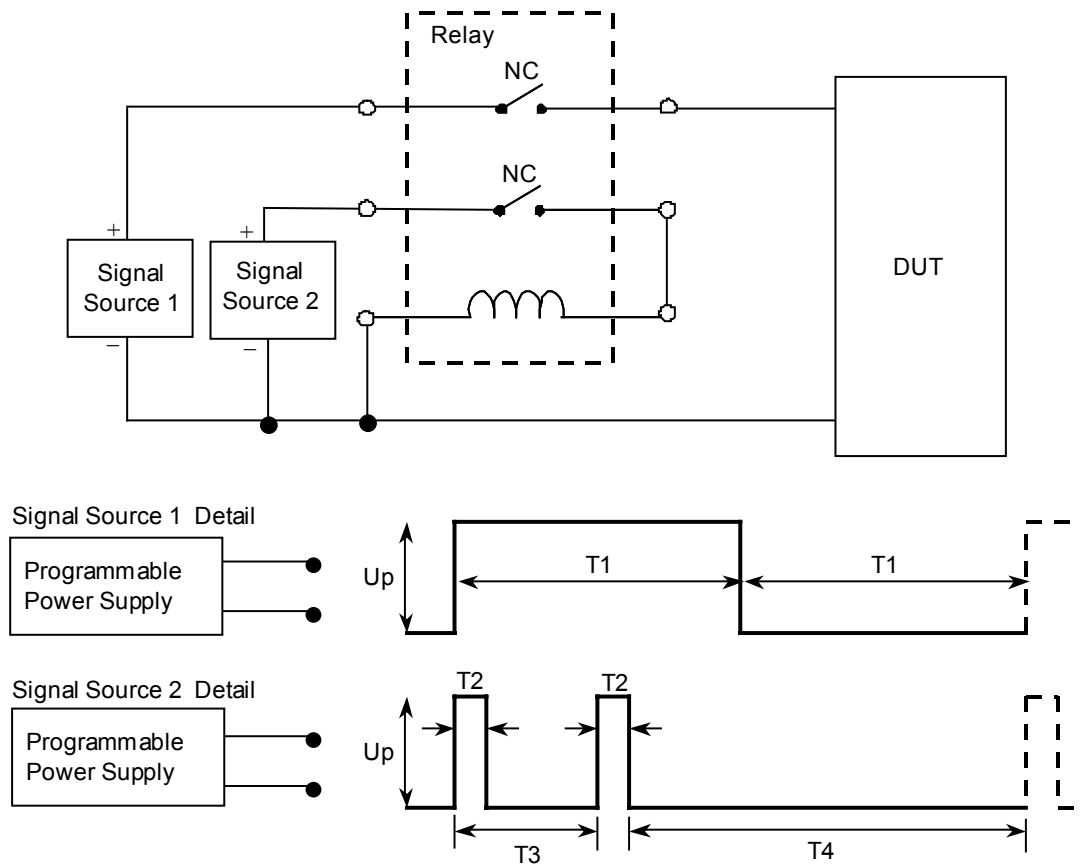 Relay
NC
NC
+
+
Signal
Source 1
Signal
Source 2
DUT
−
−
Signal Source 1 Detail
Programmable
Power Supply
Up
T1
T1
Signal Source 2 Detail
Programmable
Power Supply
Up
T2
T2
T3
T4